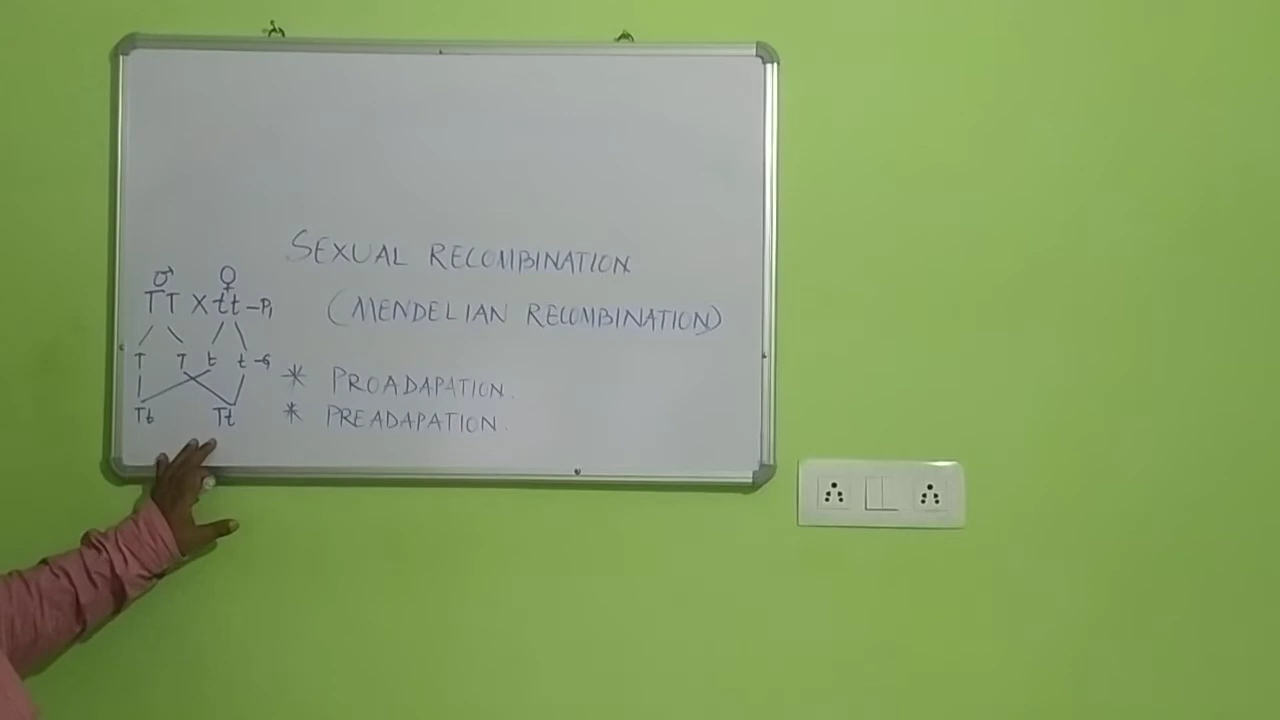 SEXUAL RECOMBINATION
(MENDELIAN RECOMBINATION)
♂ ♀
TT X tt -P1
T T t t -G
Tt Tt
* PROADAPATION.
* PREADAPATION.